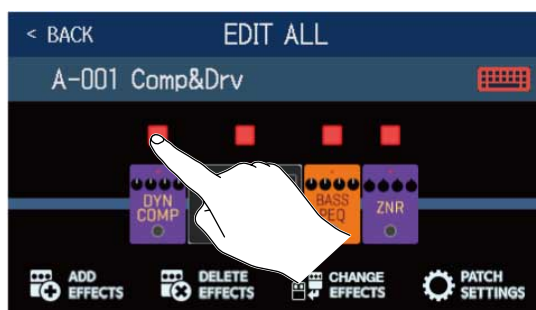 < BACK EDIT ALL
A-001 Comp&Drv
DYN
COMP
BASS
PEQ
ZNR
ADD
EFFECTS
DELETE
EFFECTS
CHANGE
EFFECTS
PATCH
SETTINGS